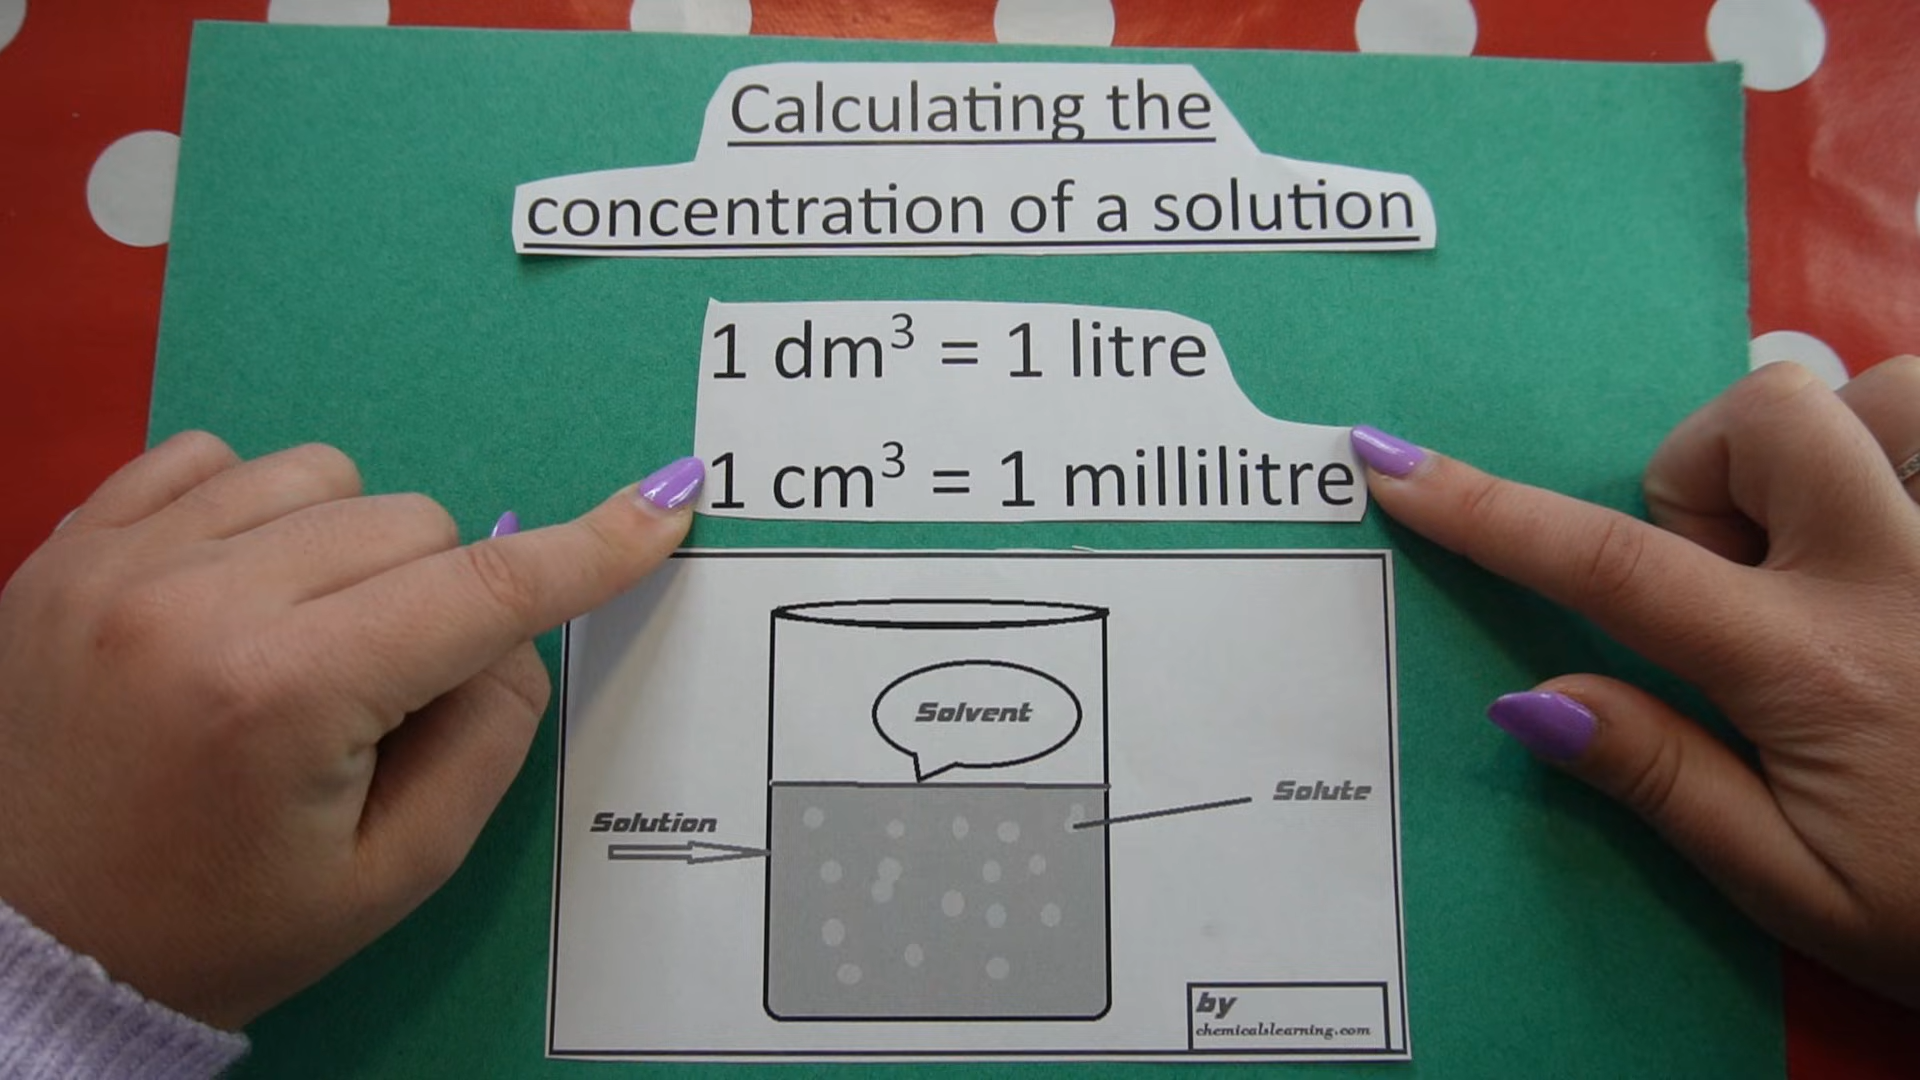 Calculating the
concentration of a solution
1 dm³ = 1 litre
1 cm³ = 1 millilitre
Solvent
Solution
Solute
by
chemicalslearning.com